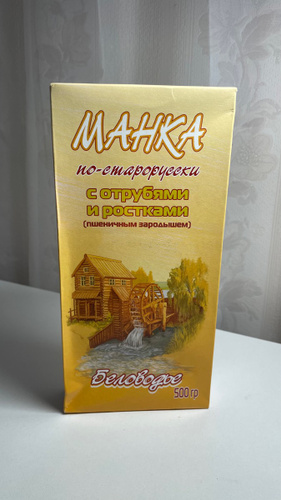 МАНКА
по-старорусски
с отрубями
и ростками
(пшеничным зародышем)
Беловодье
500 гр